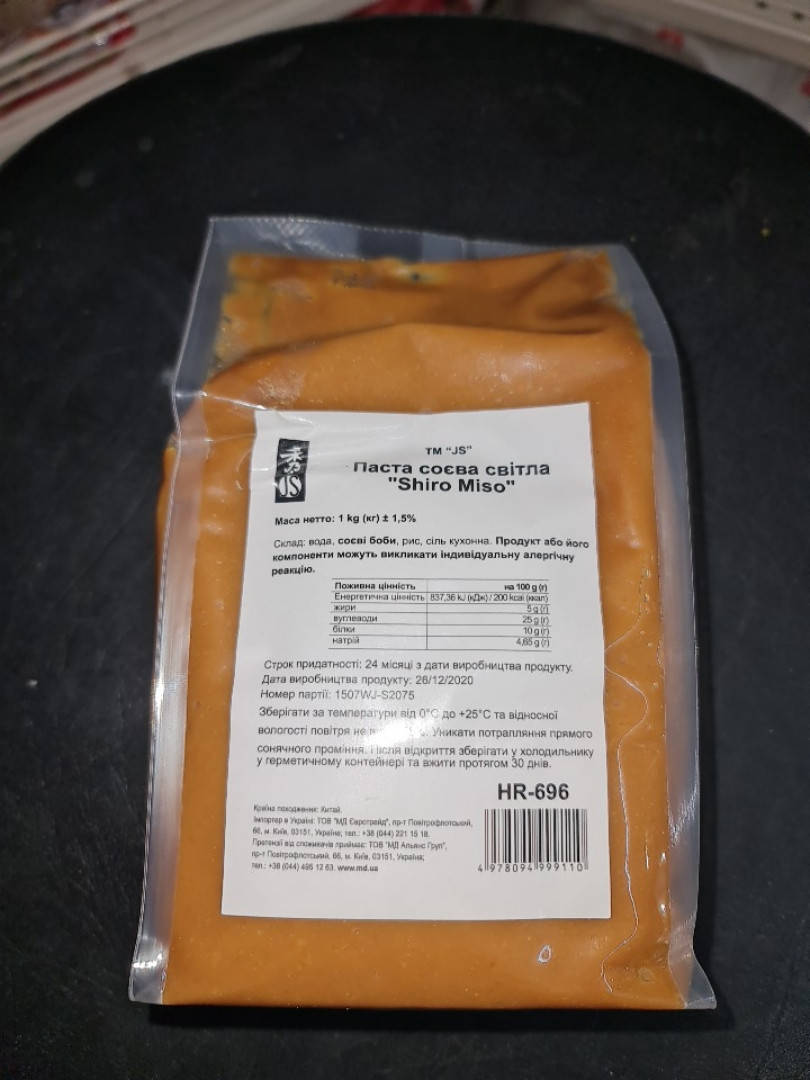 JS
TM "JS"
Паста соєва світла
"Shiro Miso"
Маса нетто: 1 kg (кг) ± 1,5%
Склад: вода, соєві боби, рис, сіль кухонна. Продукт або його
компоненти можуть викликати індивідуальну алергічну
реакцію.
Поживна цінність на 100 g (г)
Енергетична цінність 837,36 kJ (кДж) / 200 kcal (ккал)
жири 5 g (г)
вуглеводи 25 g (г)
білки 10 g (г)
натрій 4,65 g (г)
Строк придатності: 24 місяці з дати виробництва продукту.
Дата виробництва продукту: 26/12/2020
Номер партії: 1507WJ-S2075
Зберігати за температури від 0°C до +25°C та відносної
вологості повітря не Уникати потрапляння прямого
сонячного проміння. Після відкриття зберігати у холодильнику
у герметичному контейнері та вжити протягом 30 днів.
HR-696
Країна походження: Китай.
Імпортер в Україні: ТОВ "МД Євротрейд", пр-т Повітрофлотський,
66, м. Київ, 03151, Україна; тел.: +38 (044) 221 15 18.
Претензії від споживачів приймає: ТОВ "МД Альянс Груп",
пр-т Повітрофлотський, 66, м. Київ, 03151, Україна;
тел.: +38 (044) 495 12 63. www.md.ua
4 978094 999110